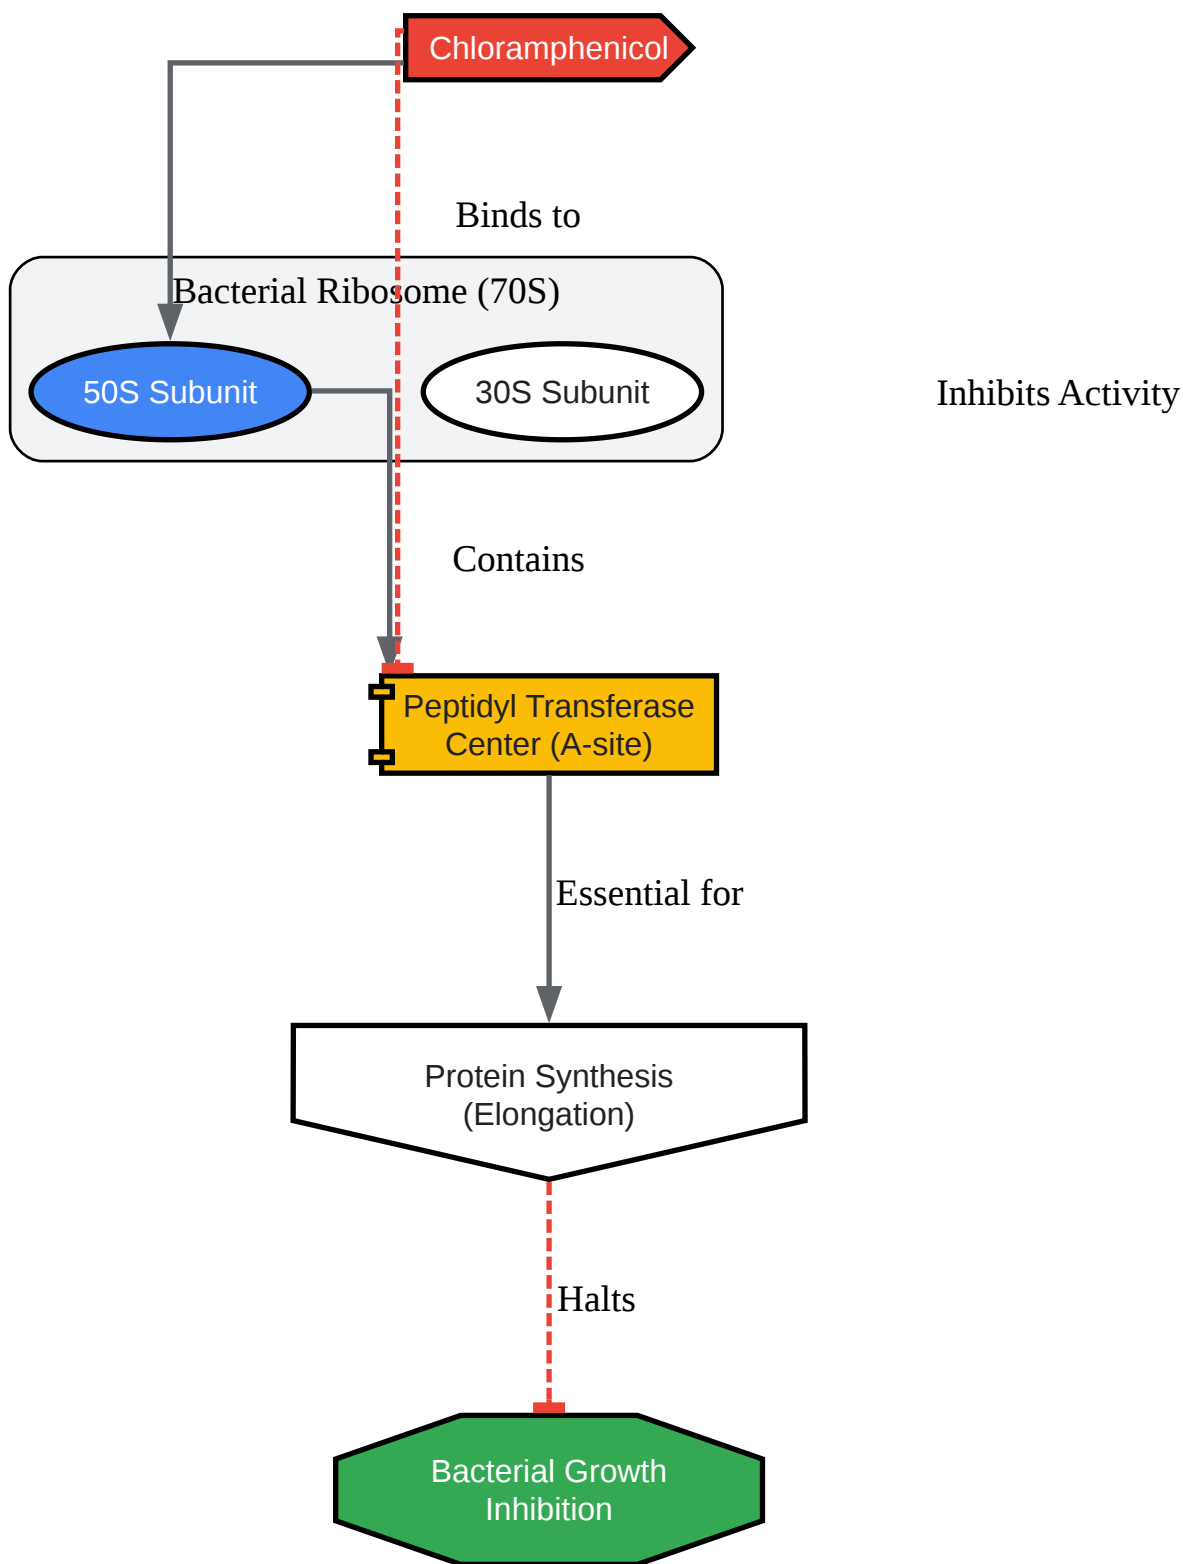 Chloramphenicol
Binds to
Bacterial Ribosome (70S)
50S Subunit
30S Subunit
Inhibits Activity
Contains
Peptidyl Transferase
Center (A-site)
Essential for
Protein Synthesis
(Elongation)
Halts
Bacterial Growth
Inhibition